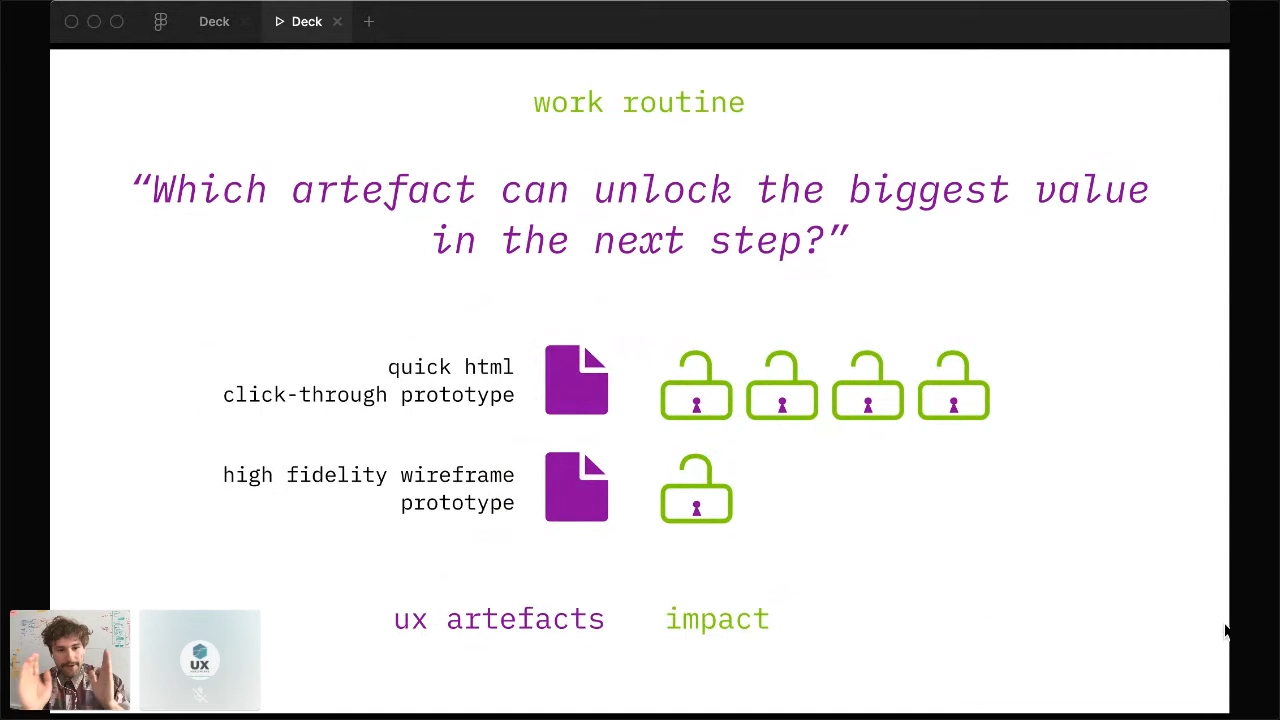 Deck
Deck
work routine
“Which artefact can unlock the biggest value
in the next step?”
quick html
click-through prototype
high fidelity wireframe
prototype
ux artefacts
impact
UX